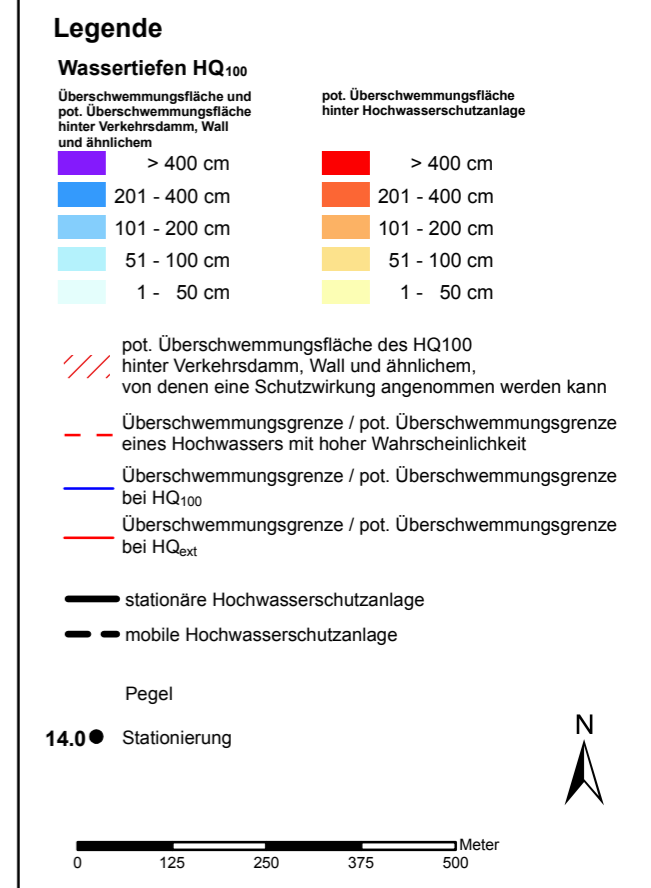 Legende
Wassertiefen HQ100
Überschwemmungsfläche und
pot. Überschwemmungsfläche
hinter Verkehrsdamm, Wall
und ähnlichem
> 400 cm
201 - 400 cm
101 - 200 cm
51 - 100 cm
1 - 50 cm
pot. Überschwemmungsfläche
hinter Hochwasserschutzanlage
> 400 cm
201 - 400 cm
101 - 200 cm
51 - 100 cm
1 - 50 cm
pot. Überschwemmungsfläche des HQ100
hinter Verkehrsdamm, Wall und ähnlichem,
von denen eine Schutzwirkung angenommen werden kann
Überschwemmungsgrenze / pot. Überschwemmungsgrenze
eines Hochwassers mit hoher Wahrscheinlichkeit
Überschwemmungsgrenze / pot. Überschwemmungsgrenze
bei HQ100
Überschwemmungsgrenze / pot. Überschwemmungsgrenze
bei HQext
stationäre Hochwasserschutzanlage
mobile Hochwasserschutzanlage
Pegel
14.0 Stationierung
N
Meter
0 125 250 375 500